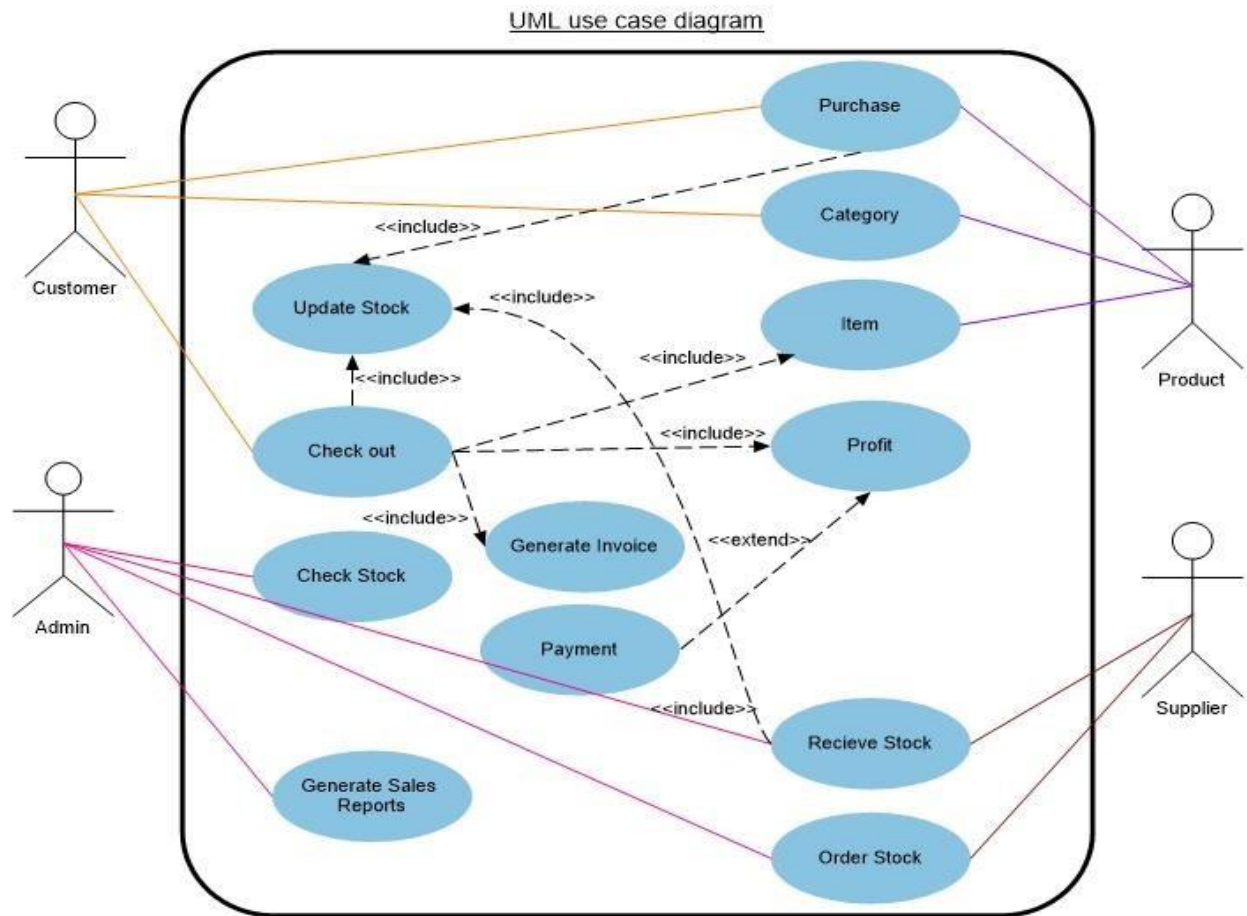 UML use case diagram
Purchase
Category
<<include>>
Customer
Update Stock
<<include>>
Item
<<include>>
<<include>>
Product
Check out
<<include>>
Profit
<<include>>
Generate Invoice
<<extend>>
Check Stock
Admin
Payment
<<include>>
Supplier
Recieve Stock
Generate Sales
Reports
Order Stock